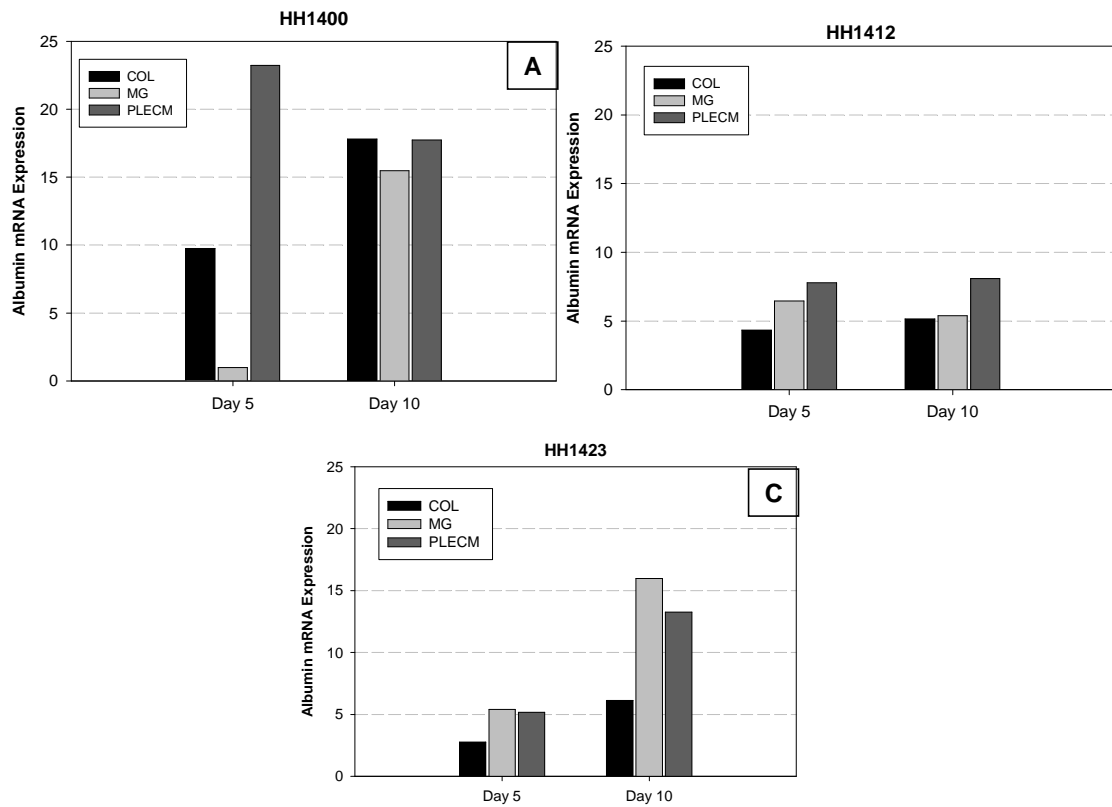 HH1400
A
COL
MG
PLECM
Albumin mRNA Expression
25
20
15
10
5
0
Day 5 Day 10
HH1412
COL
MG
PLECM
Albumin mRNA Expression
25
20
15
10
5
0
Day 5 Day 10
HH1423
C
COL
MG
PLECM
Albumin mRNA Expression
25
20
15
10
5
0
Day 5 Day 10